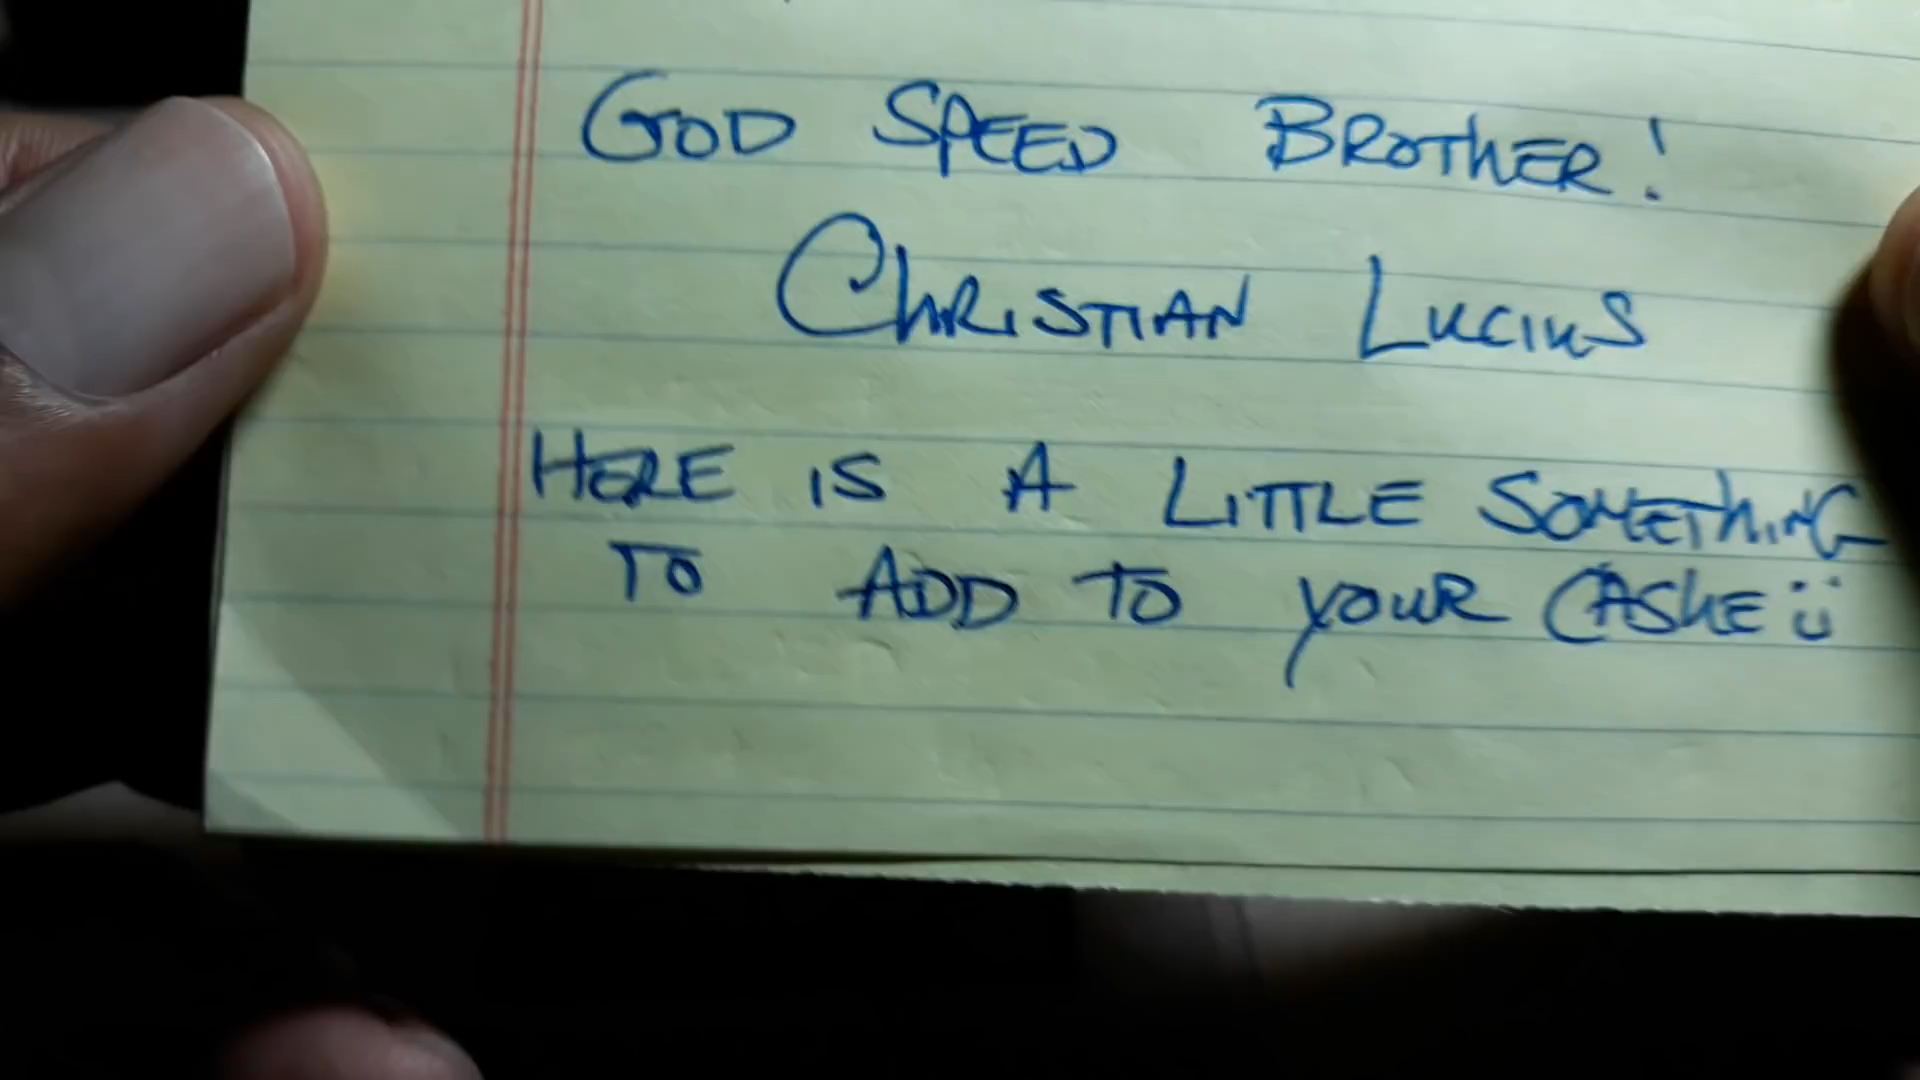 GOD SPEED BROTHER!
CHRISTIAN LUCIUS
HERE IS A LITTLE SOMETHING
TO ADD TO YOUR CASHE ü